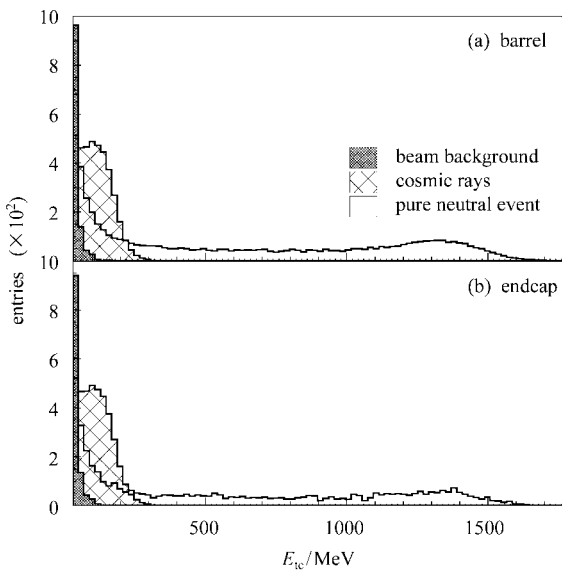 10
(a) barrel
8
6
beam background
cosmic rays
pure neutral event
4
2
entries (×10²)
10
(b) endcap
8
6
4
2
0
500 1000 1500
E_tc/MeV